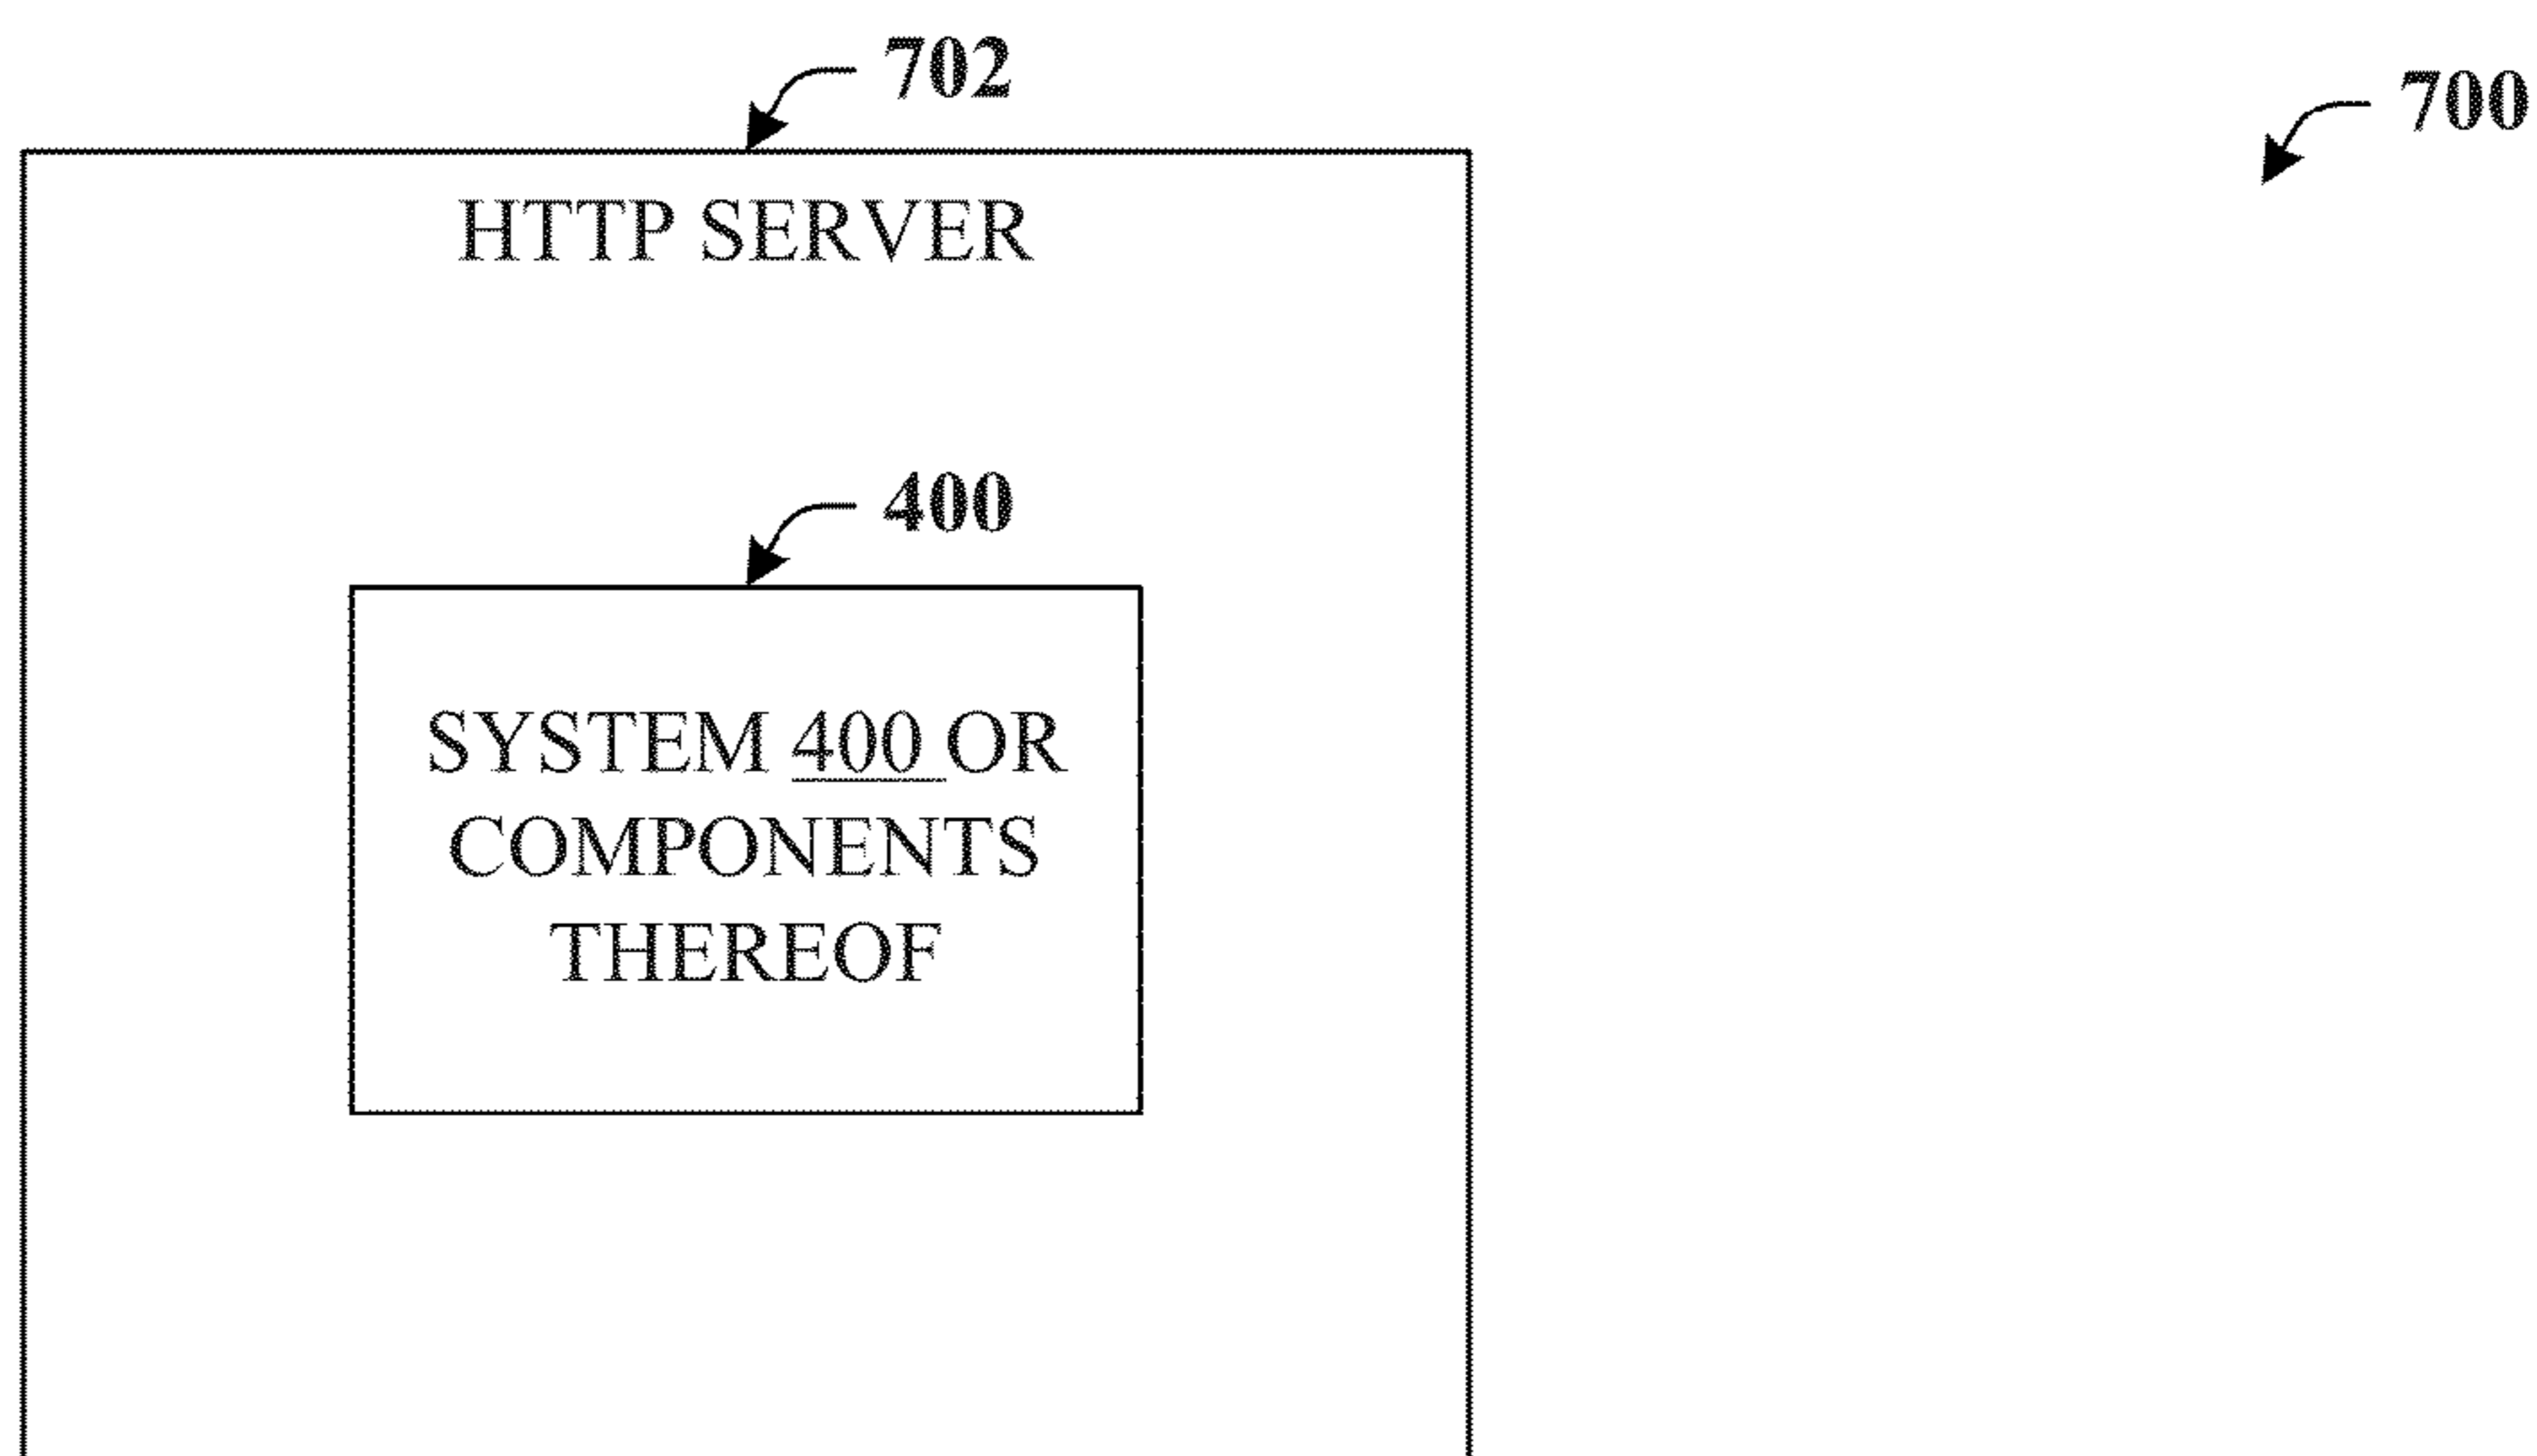 702
700
HTTP SERVER
400
SYSTEM 400 OR
COMPONENTS
THEREOF